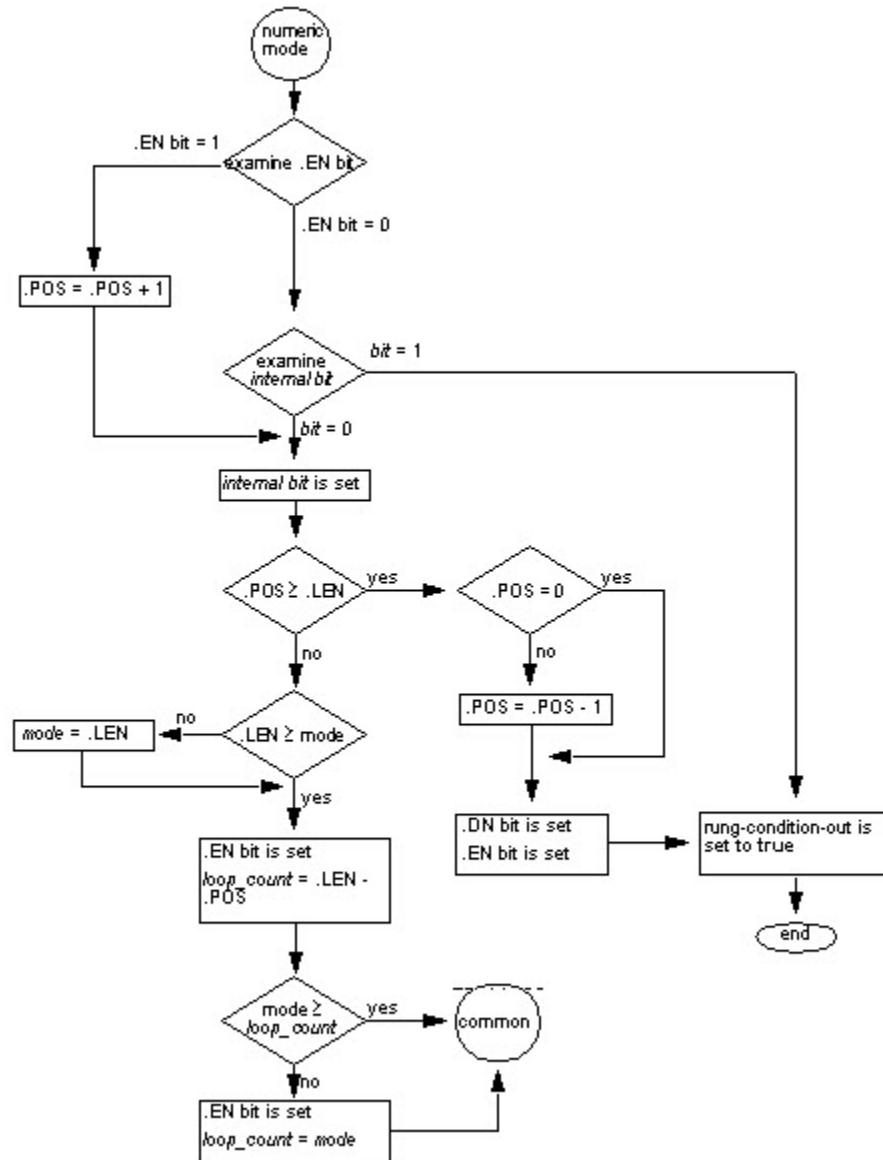 numeric
mode
.EN bit = 1
examine .EN bit
.EN bit = 0
.POS = .POS + 1
examine
internal bit
bit = 1
bit = 0
internal bit is set
.POS ≥ .LEN
yes
.POS = 0
yes
no
no
.POS = .POS - 1
mode = .LEN
no
.LEN ≥ mode
yes
.DN bit is set
.EN bit is set
rung-condition-out is
set to true
.EN bit is set
loop_count = .LEN -
.POS
end
mode ≥
loop_count
yes
common
no
.EN bit is set
loop_count = mode